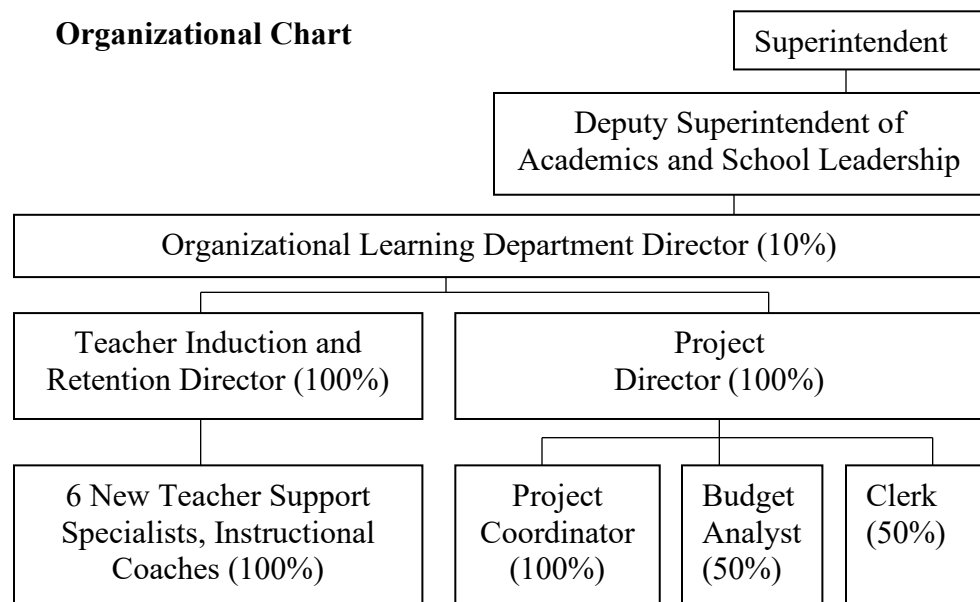 Organizational Chart
Superintendent
Deputy Superintendent of
Academics and School Leadership
Organizational Learning Department Director (10%)
Teacher Induction and
Retention Director (100%)
Project
Director (100%)
6 New Teacher Support
Specialists, Instructional
Coaches (100%)
Project
Coordinator
(100%)
Budget
Analyst
(50%)
Clerk
(50%)